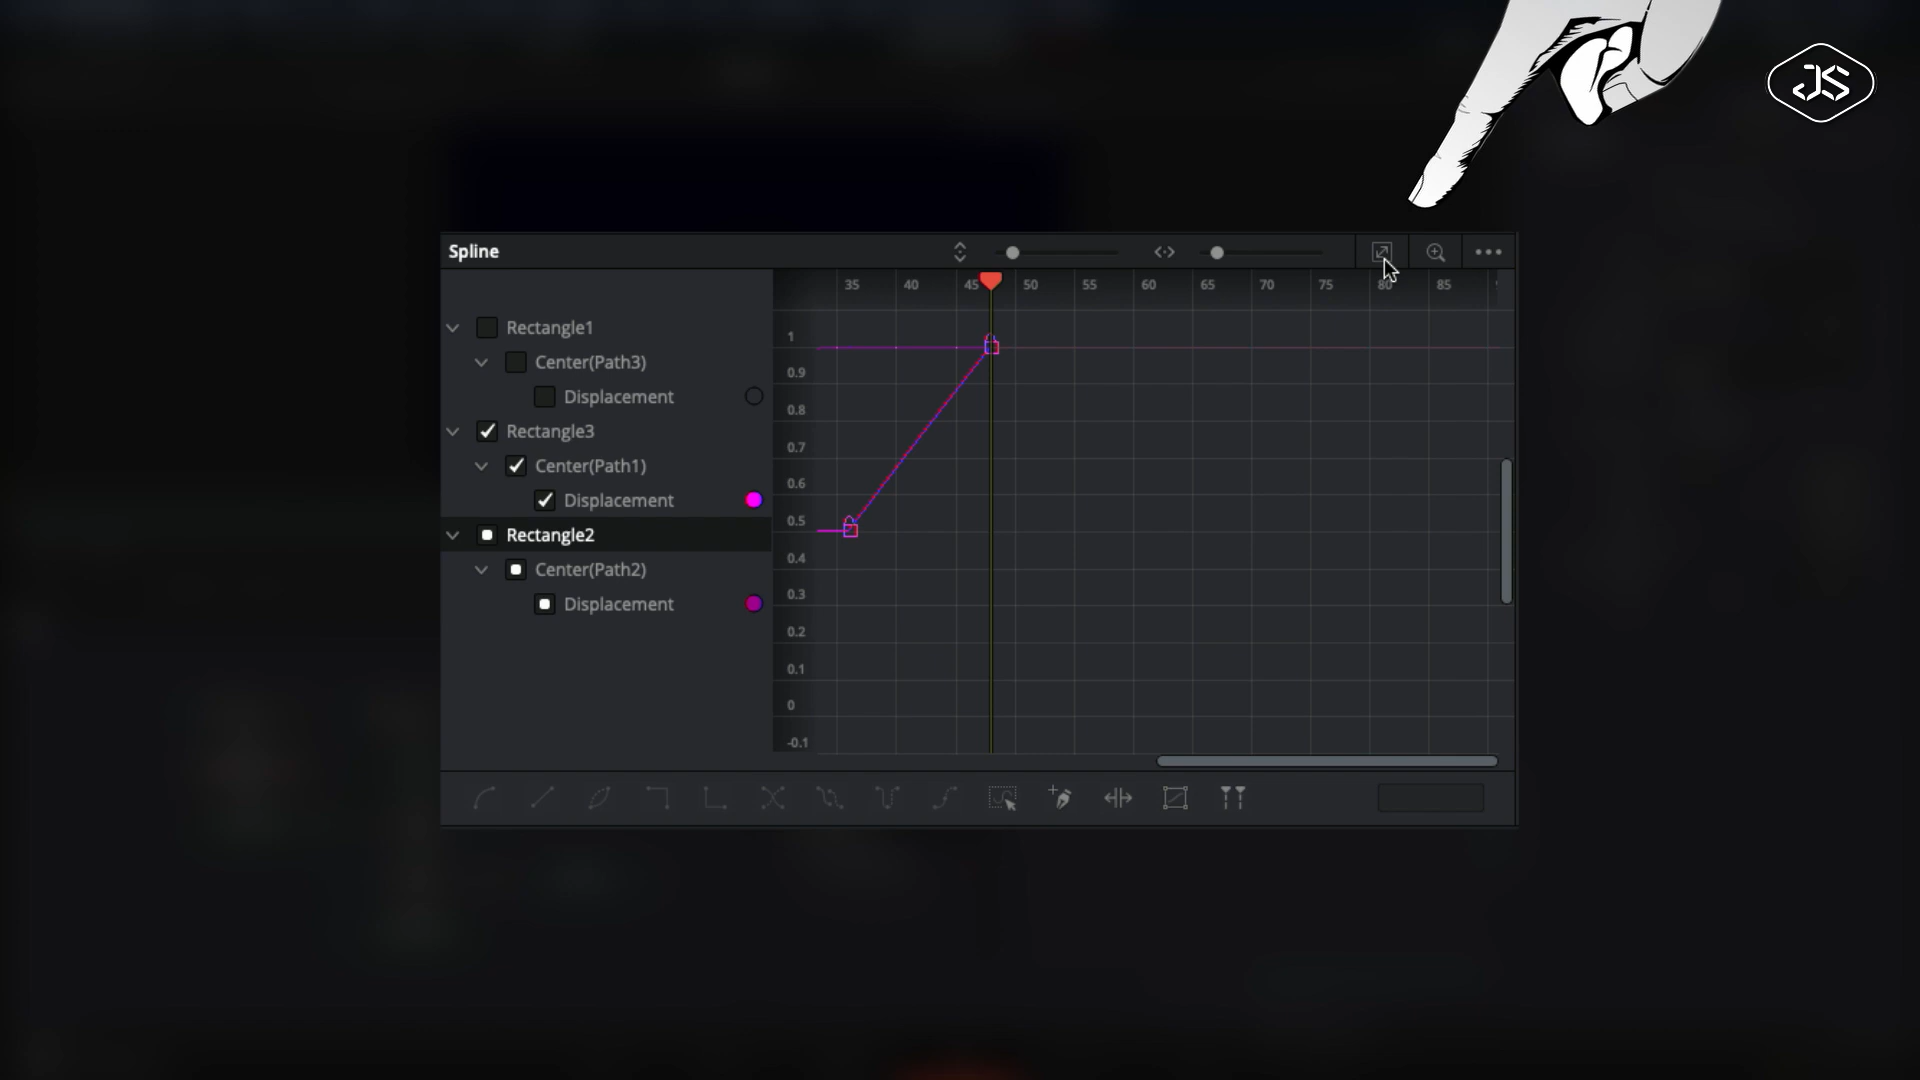 JS
Spline
35 40 45 50 55 60 65 70 75 80 85
Rectangle1
Center(Path3)
Displacement
Rectangle3
Center(Path1)
Displacement
Rectangle2
Center(Path2)
Displacement
1
0.9
0.8
0.7
0.6
0.5
0.4
0.3
0.2
0.1
0
-0.1